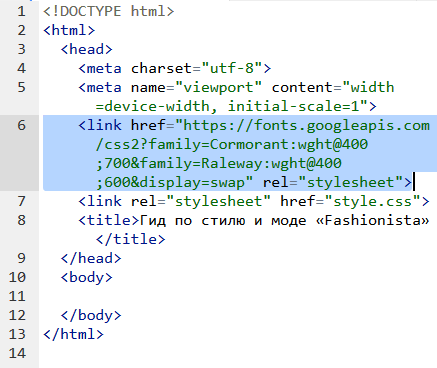 1 <!DOCTYPE html>
2 <html>
3 <head>
4 <meta charset="utf-8">
5 <meta name="viewport" content="width
=device-width, initial-scale=1">
6 <link href="https://fonts.googleapis.com
/css2?family=Cormorant:wght@400
;700&family=Raleway:wght@400
;600&display=swap" rel="stylesheet">
7 <link rel="stylesheet" href="style.css">
8 <title>Гид по стилю и моде «Fashionista»
</title>
9 </head>
10 <body>
11
12 </body>
13 </html>
14